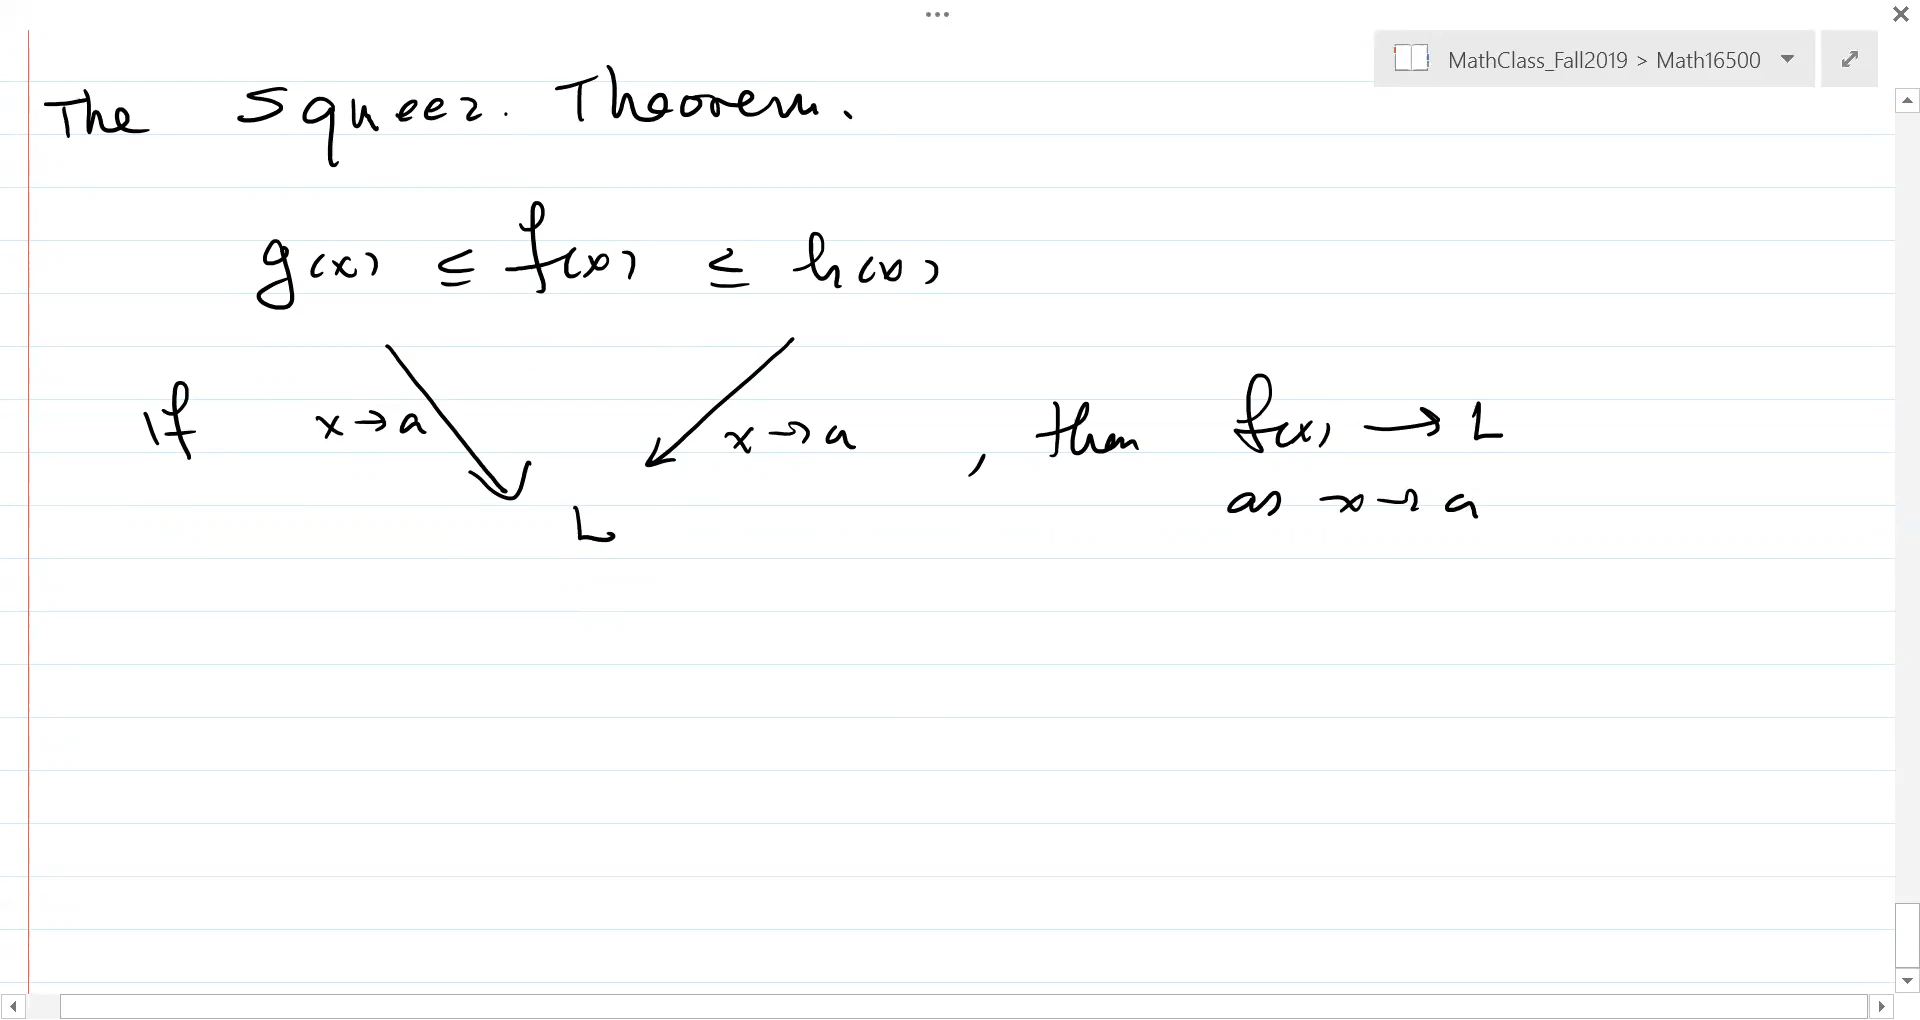 MathClass_Fall2019 > Math16500
The Squeez. Theorem.
g(x) ≤ f(x) ≤ h(x)
If x→a x→a , then f(x) → L
L as x→a